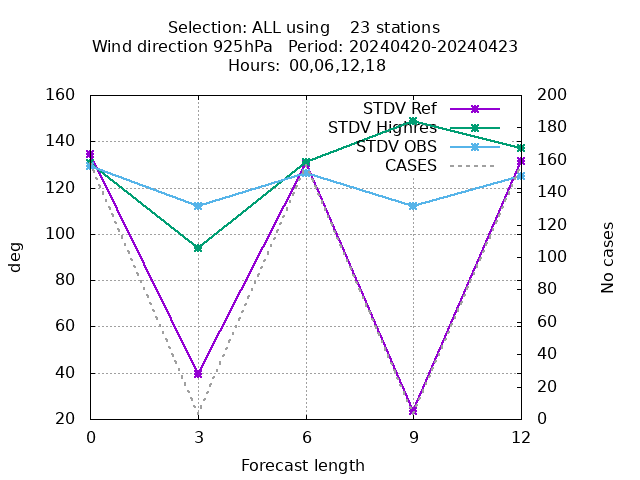 Selection: ALL using    23 stations
Wind direction 925hPa   Period: 20240420-20240423
Hours: 00,06,12,18
160
140
120
100
80
60
40
20
deg
200
180
160
140
120
100
80
60
40
20
0
No cases
STDV Ref
STDV Highres
STDV OBS
CASES
0
3
6
9
12
Forecast length